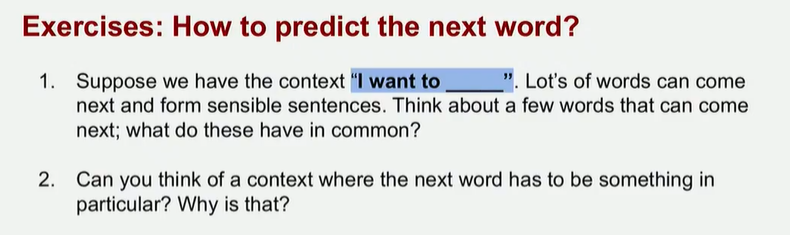 Exercises: How to predict the next word?
1. Suppose we have the context “I want to _____”. Lot’s of words can come
next and form sensible sentences. Think about a few words that can come
next; what do these have in common?
2. Can you think of a context where the next word has to be something in
particular? Why is that?